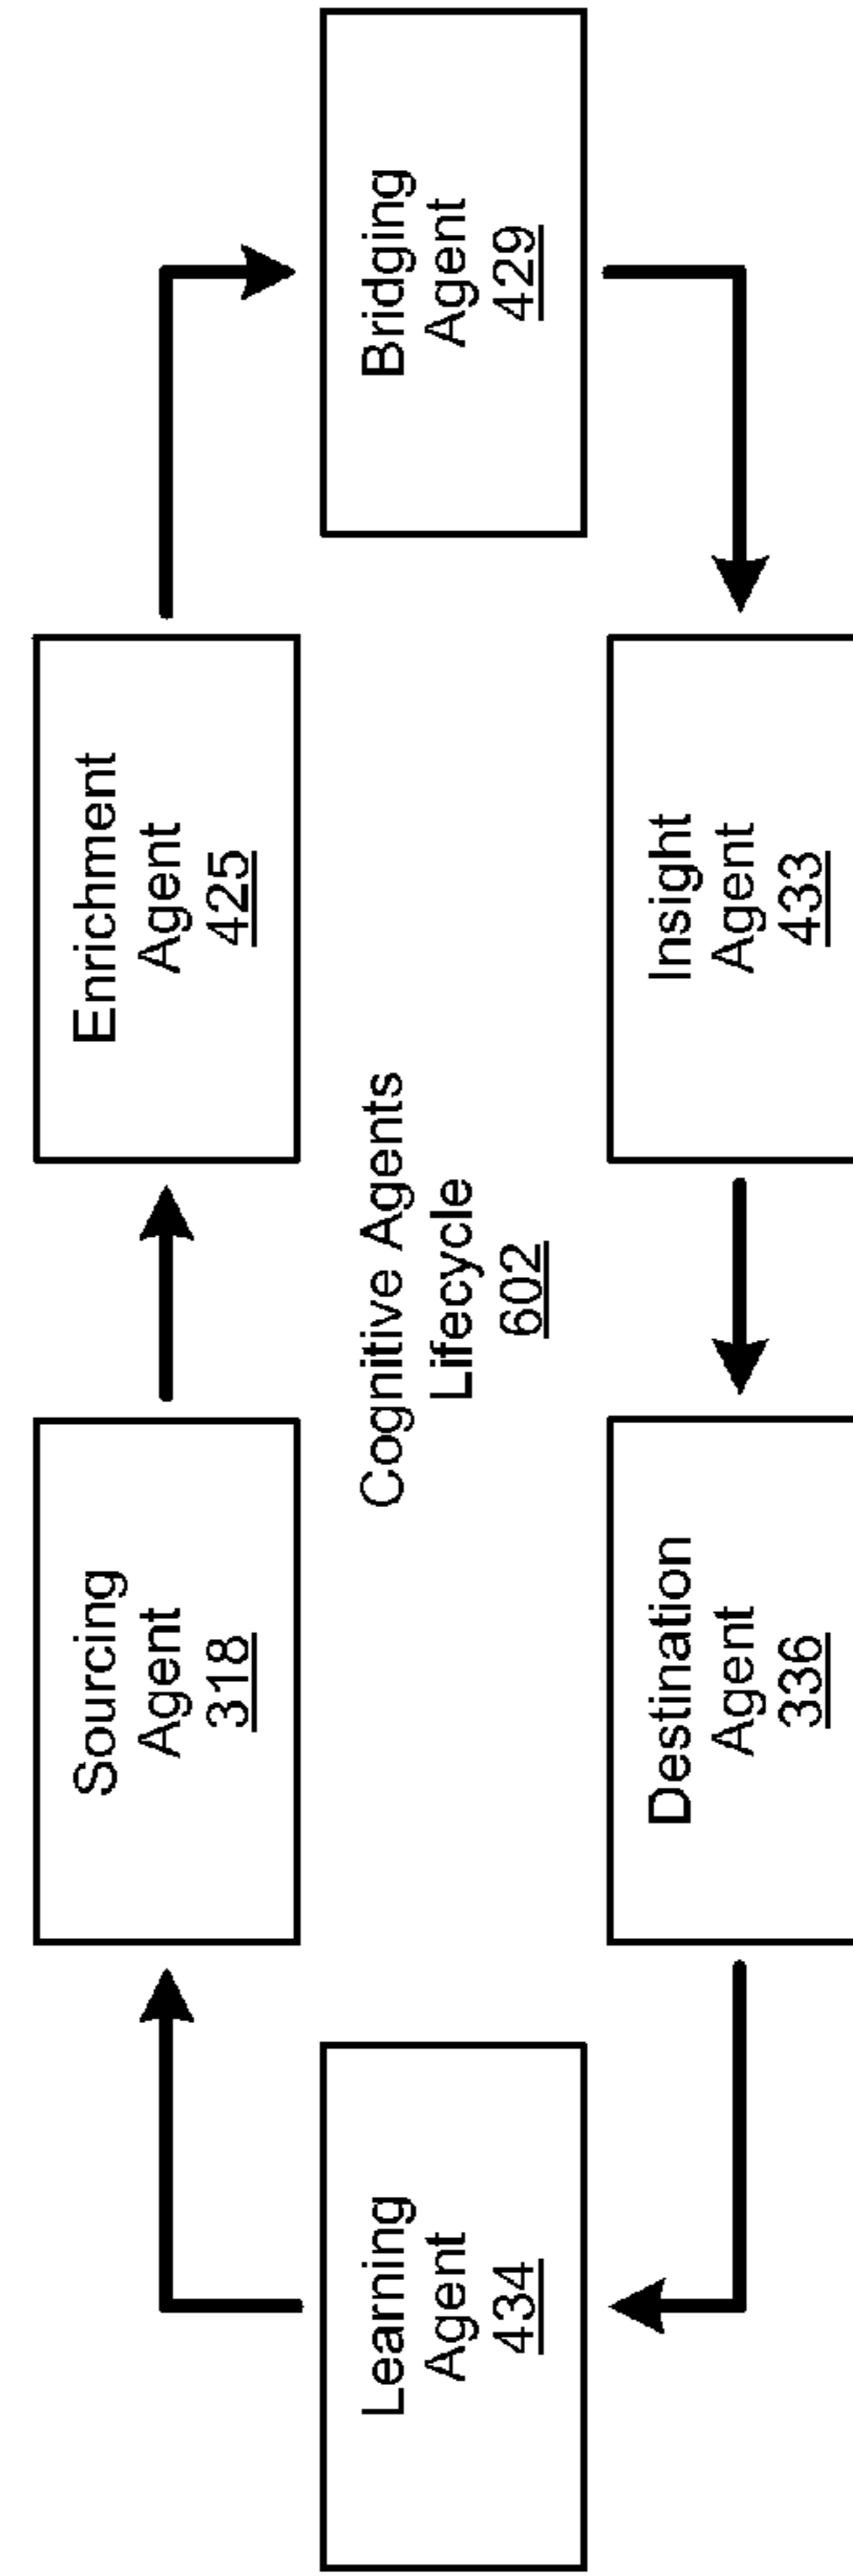 Sourcing
Agent
318
Enrichment
Agent
425
Learning
Agent
434
Cognitive Agents
Lifecycle
602
Bridging
Agent
429
Destination
Agent
336
Insight
Agent
433